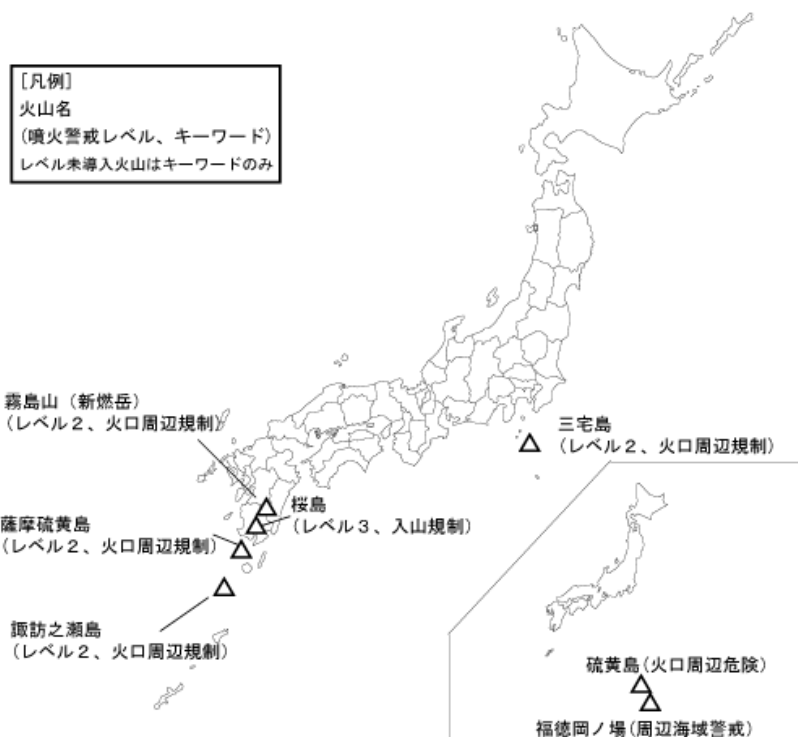 ［凡例］
火山名
（噴火警戒レベル、キーワード）
レベル未導入火山はキーワードのみ
霧島山（新燃岳）
（レベル２、火口周辺規制）
三宅島
（レベル２、火口周辺規制）
桜島
（レベル３、入山規制）
薩摩硫黄島
（レベル２、火口周辺規制）
諏訪之瀬島
（レベル２、火口周辺規制）
硫黄島（火口周辺危険）
福徳岡ノ場（周辺海域警戒）